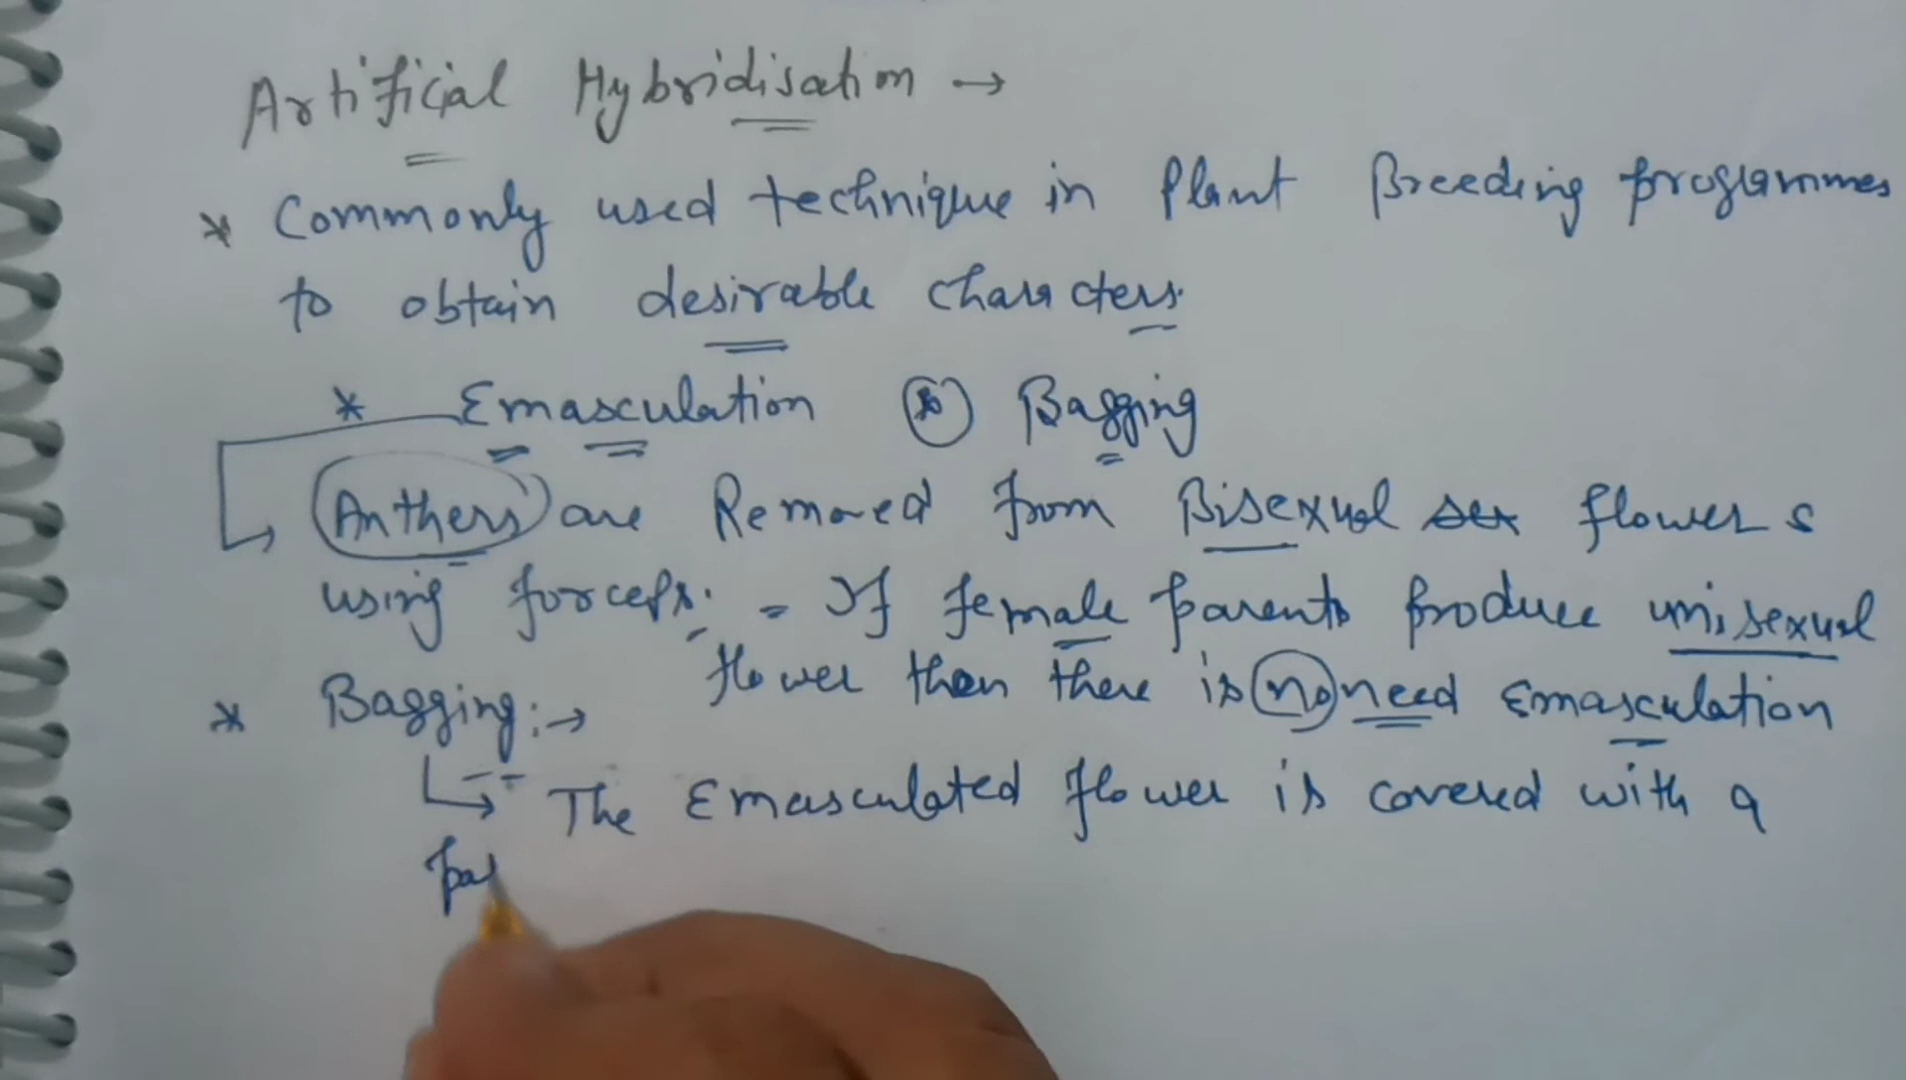 Artificial Hybridisation →
* Commonly used technique in Plant Breeding programmes
to obtain desirable characters.
* Emasculation & Bagging
Anthers are Removed from Bisexual sex flowers
using forceps. = If female parents produce unisexual
flower then there is no need Emasculation
* Bagging :→
The Emasculated flower is covered with a
pa